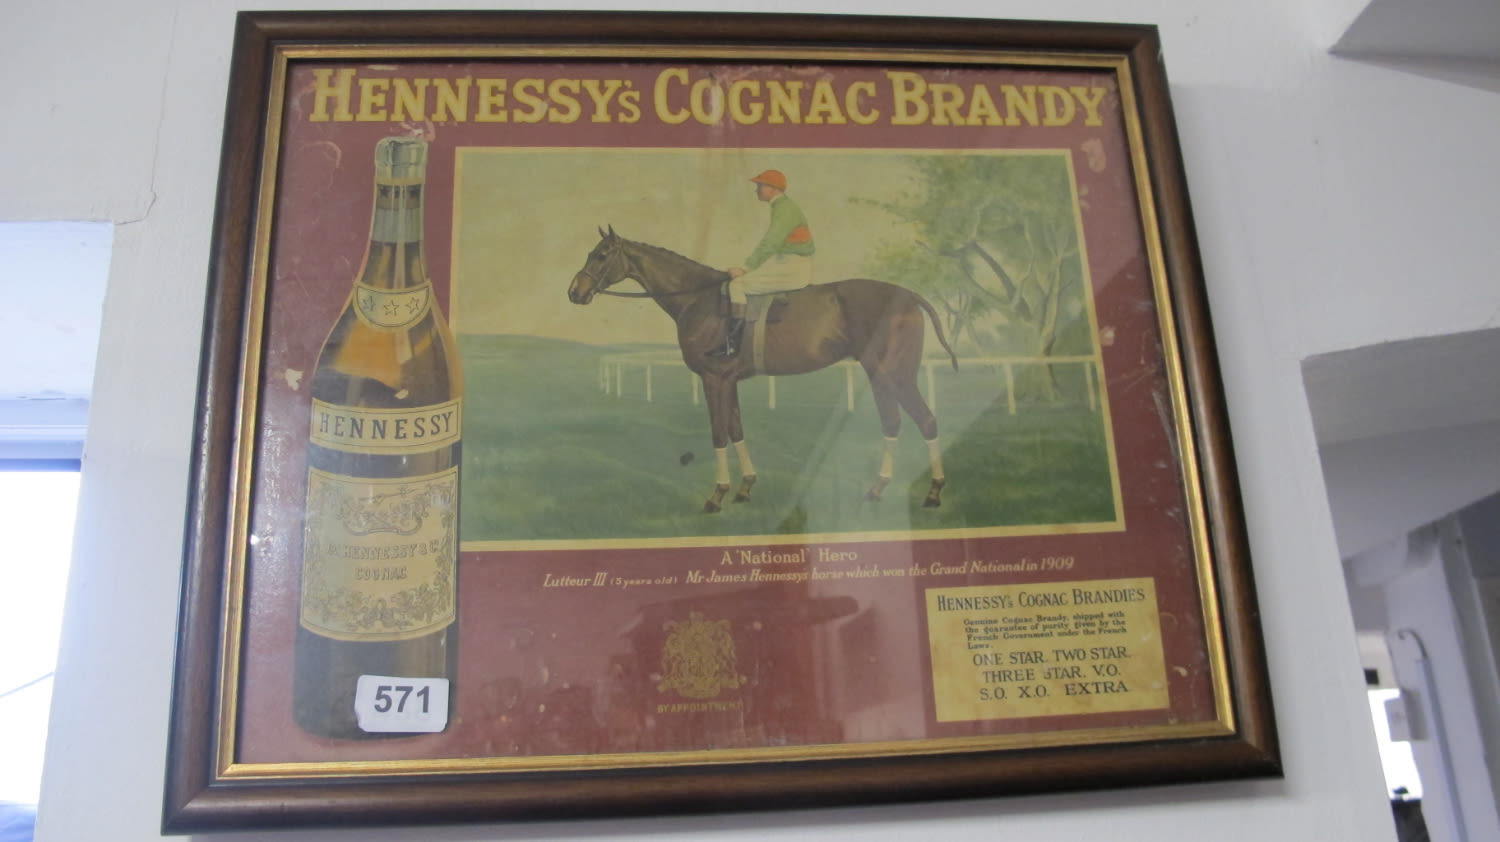 HENNESSY'S COGNAC BRANDY
HENNESSY
JAS HENNESSY & Co
COGNAC
571
A 'National' Hero
Lutteur III (5 years old) Mr James Hennessy's horse which won the Grand National in 1909
BY APPOINTMENT
HENNESSY'S COGNAC BRANDIES
Genuine Cognac Brandy, shipped with
the guarantee of purity given by the
French Government under the French
Laws.
ONE STAR. TWO STAR.
THREE STAR. V.O.
S.O. X.O. EXTRA